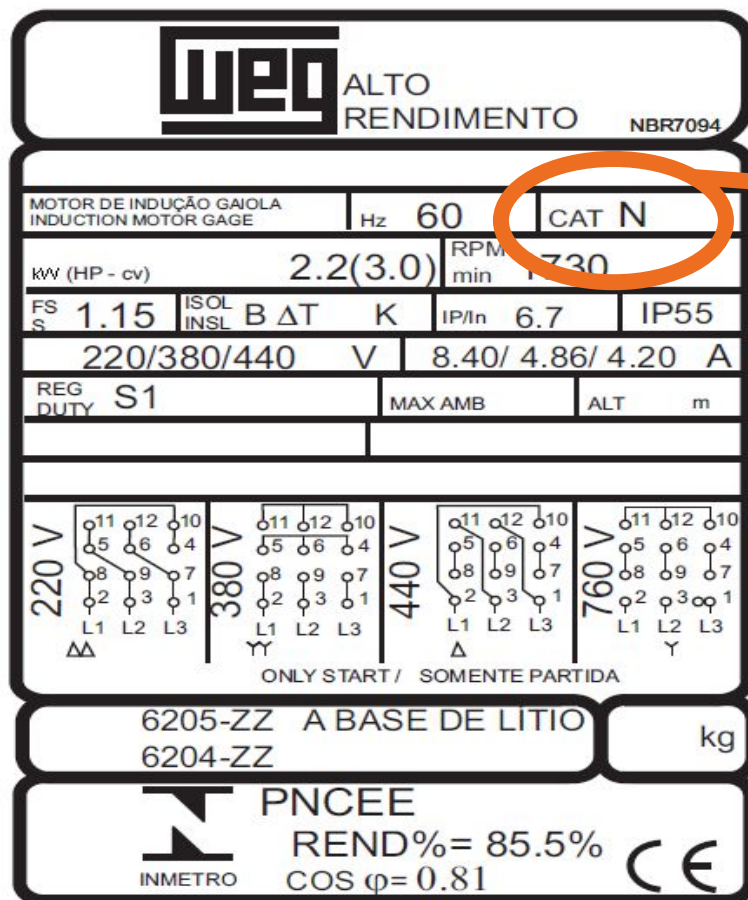 weg ALTO
RENDIMENTO NBR7094
MOTOR DE INDUÇÃO GAIOLA
INDUCTION MOTOR GAGE Hz 60 CAT N
kW (HP - cv) 2.2(3.0) RPM min 1730
FS S 1.15 ISOL INSL B ΔT K IP/In 6.7 IP55
220/380/440 V 8.40/ 4.86/ 4.20 A
REG DUTY S1 MAX AMB ALT m
220 V 380 V 440 V 760 V
11 12 10 11 12 10 11 12 10 11 12 10
5 6 4 5 6 4 5 6 4 5 6 4
8 9 7 8 9 7 8 9 7 8 9 7
2 3 1 2 3 1 2 3 1 2 3 1
L1 L2 L3 L1 L2 L3 L1 L2 L3 L1 L2 L3
ΔΔ YY Δ Y
ONLY START / SOMENTE PARTIDA
6205-ZZ A BASE DE LÍTIO
6204-ZZ kg
PNCEE
REND%= 85.5%
INMETRO COS φ= 0.81 CE